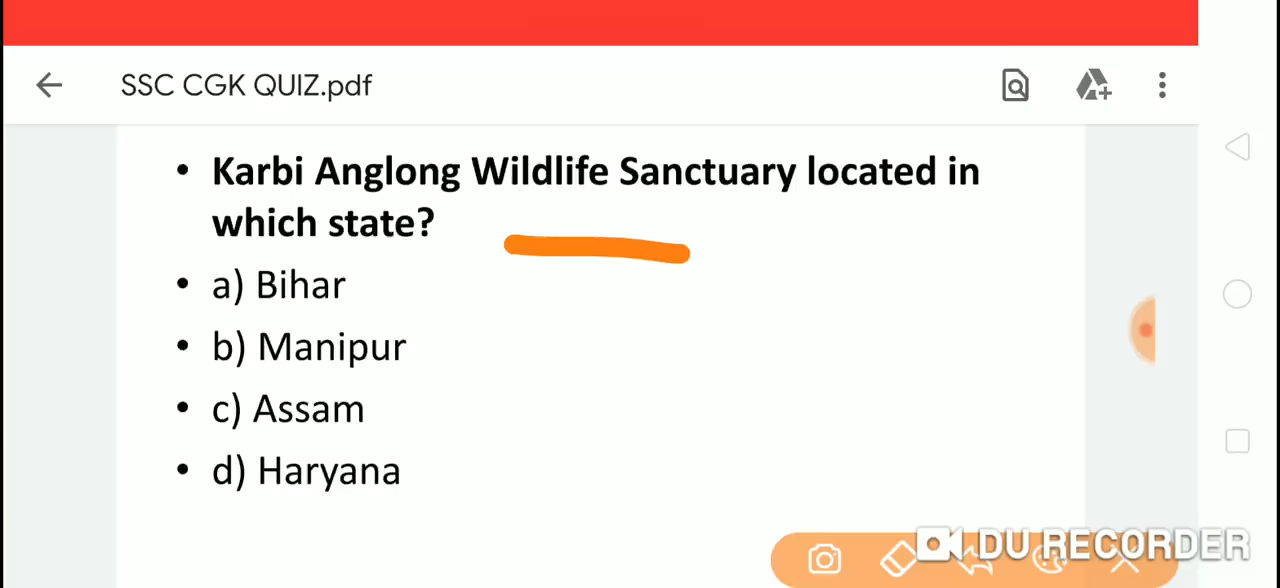 SSC CGK QUIZ.pdf
• Karbi Anglong Wildlife Sanctuary located in
which state?
• a) Bihar
• b) Manipur
• c) Assam
• d) Haryana
DU RECORDER